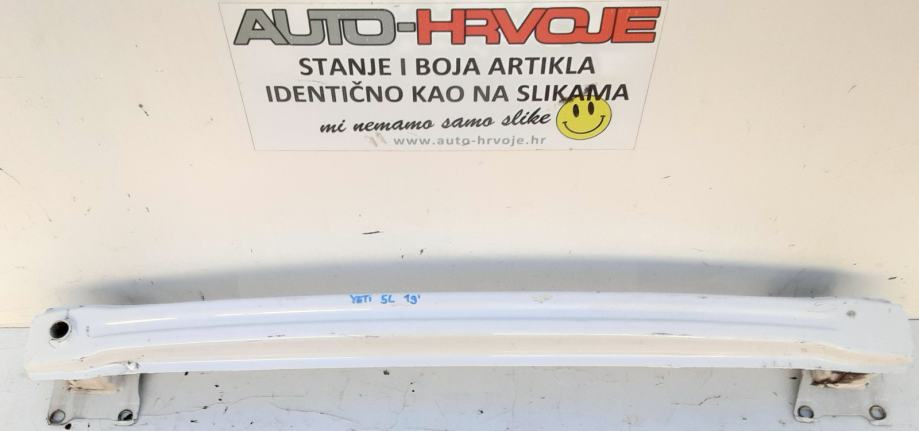 AUTO-HRVOJE
STANJE I BOJA ARTIKLA
IDENTIČNO KAO NA SLIKAMA
mi nemamo samo slike
www.auto-hrvoje.hr
YETI 5L 19'